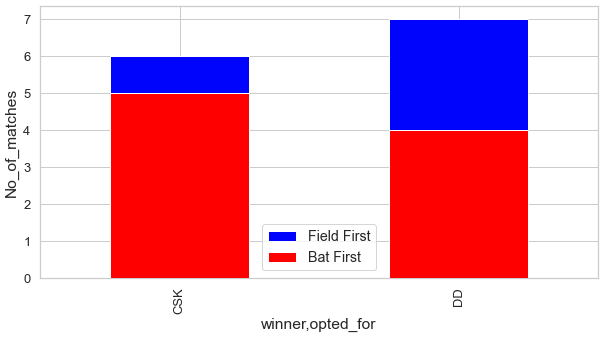 No_of_matches
7
6
5
4
3
2
1
0
Field First
Bat First
CSK
DD
winner,opted_for